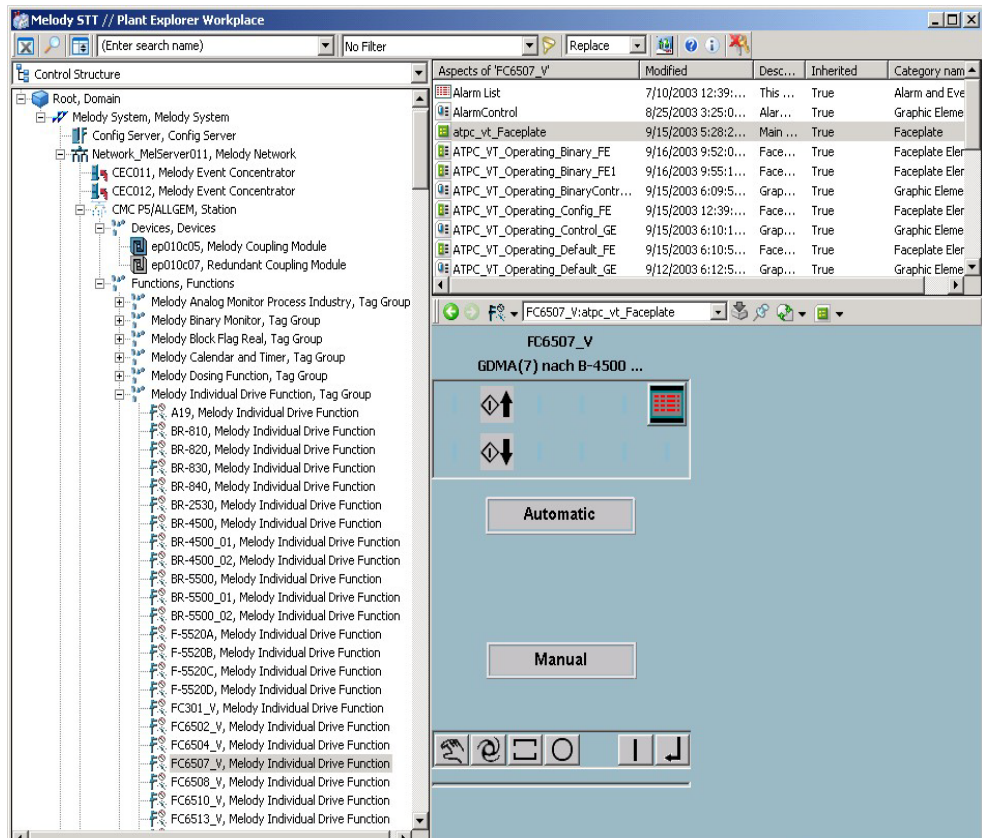 Melody STT // Plant Explorer Workplace
(Enter search name)
No Filter
Replace
Control Structure
Root, Domain
Melody System, Melody System
Config Server, Config Server
Network_MelServer011, Melody Network
CEC011, Melody Event Concentrator
CEC012, Melody Event Concentrator
CMC P5/ALLGEM, Station
Devices, Devices
ep010c05, Melody Coupling Module
ep010c07, Redundant Coupling Module
Functions, Functions
Melody Analog Monitor Process Industry, Tag Group
Melody Binary Monitor, Tag Group
Melody Block Flag Real, Tag Group
Melody Calendar and Timer, Tag Group
Melody Dosing Function, Tag Group
Melody Individual Drive Function, Tag Group
A19, Melody Individual Drive Function
BR-810, Melody Individual Drive Function
BR-820, Melody Individual Drive Function
BR-830, Melody Individual Drive Function
BR-840, Melody Individual Drive Function
BR-2530, Melody Individual Drive Function
BR-4500, Melody Individual Drive Function
BR-4500_01, Melody Individual Drive Function
BR-4500_02, Melody Individual Drive Function
BR-5500, Melody Individual Drive Function
BR-5500_01, Melody Individual Drive Function
BR-5500_02, Melody Individual Drive Function
F-5520A, Melody Individual Drive Function
F-5520B, Melody Individual Drive Function
F-5520C, Melody Individual Drive Function
F-5520D, Melody Individual Drive Function
FC301_V, Melody Individual Drive Function
FC6502_V, Melody Individual Drive Function
FC6504_V, Melody Individual Drive Function
FC6507_V, Melody Individual Drive Function
FC6508_V, Melody Individual Drive Function
FC6510_V, Melody Individual Drive Function
FC6513_V, Melody Individual Drive Function
Aspects of 'FC6507_V' Modified Desc... Inherited Category nam
Alarm List 7/10/2003 12:39:... This ... True Alarm and Eve
AlarmControl 8/25/2003 3:25:0... Alar... True Graphic Eleme
atpc_vt_Faceplate 9/15/2003 5:28:2... Main ... True Faceplate
ATPC_VT_Operating_Binary_FE 9/16/2003 9:52:0... Face... True Faceplate Eler
ATPC_VT_Operating_Binary_FE1 9/16/2003 9:55:1... Face... True Faceplate Eler
ATPC_VT_Operating_BinaryContr... 9/15/2003 6:09:5... Grap... True Graphic Eleme
ATPC_VT_Operating_Config_FE 9/15/2003 12:39:... Face... True Faceplate Eler
ATPC_VT_Operating_Control_GE 9/15/2003 6:10:1... Grap... True Graphic Eleme
ATPC_VT_Operating_Default_FE 9/15/2003 6:10:5... Face... True Faceplate Eler
ATPC_VT_Operating_Default_GE 9/12/2003 6:12:5... Grap... True Graphic Eleme
FC6507_V:atpc_vt_Faceplate
FC6507_V
GDMA(7) nach B-4500 ...
Automatic
Manual